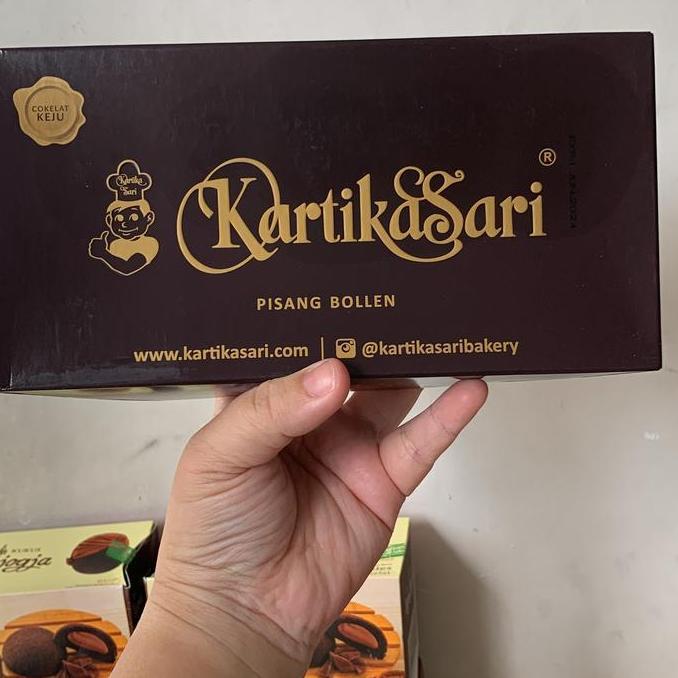 COKELAT
KEJU
Kartika
Sari
KartikaSari®
PISANG BOLLEN
www.kartikasari.com | @kartikasaribakery